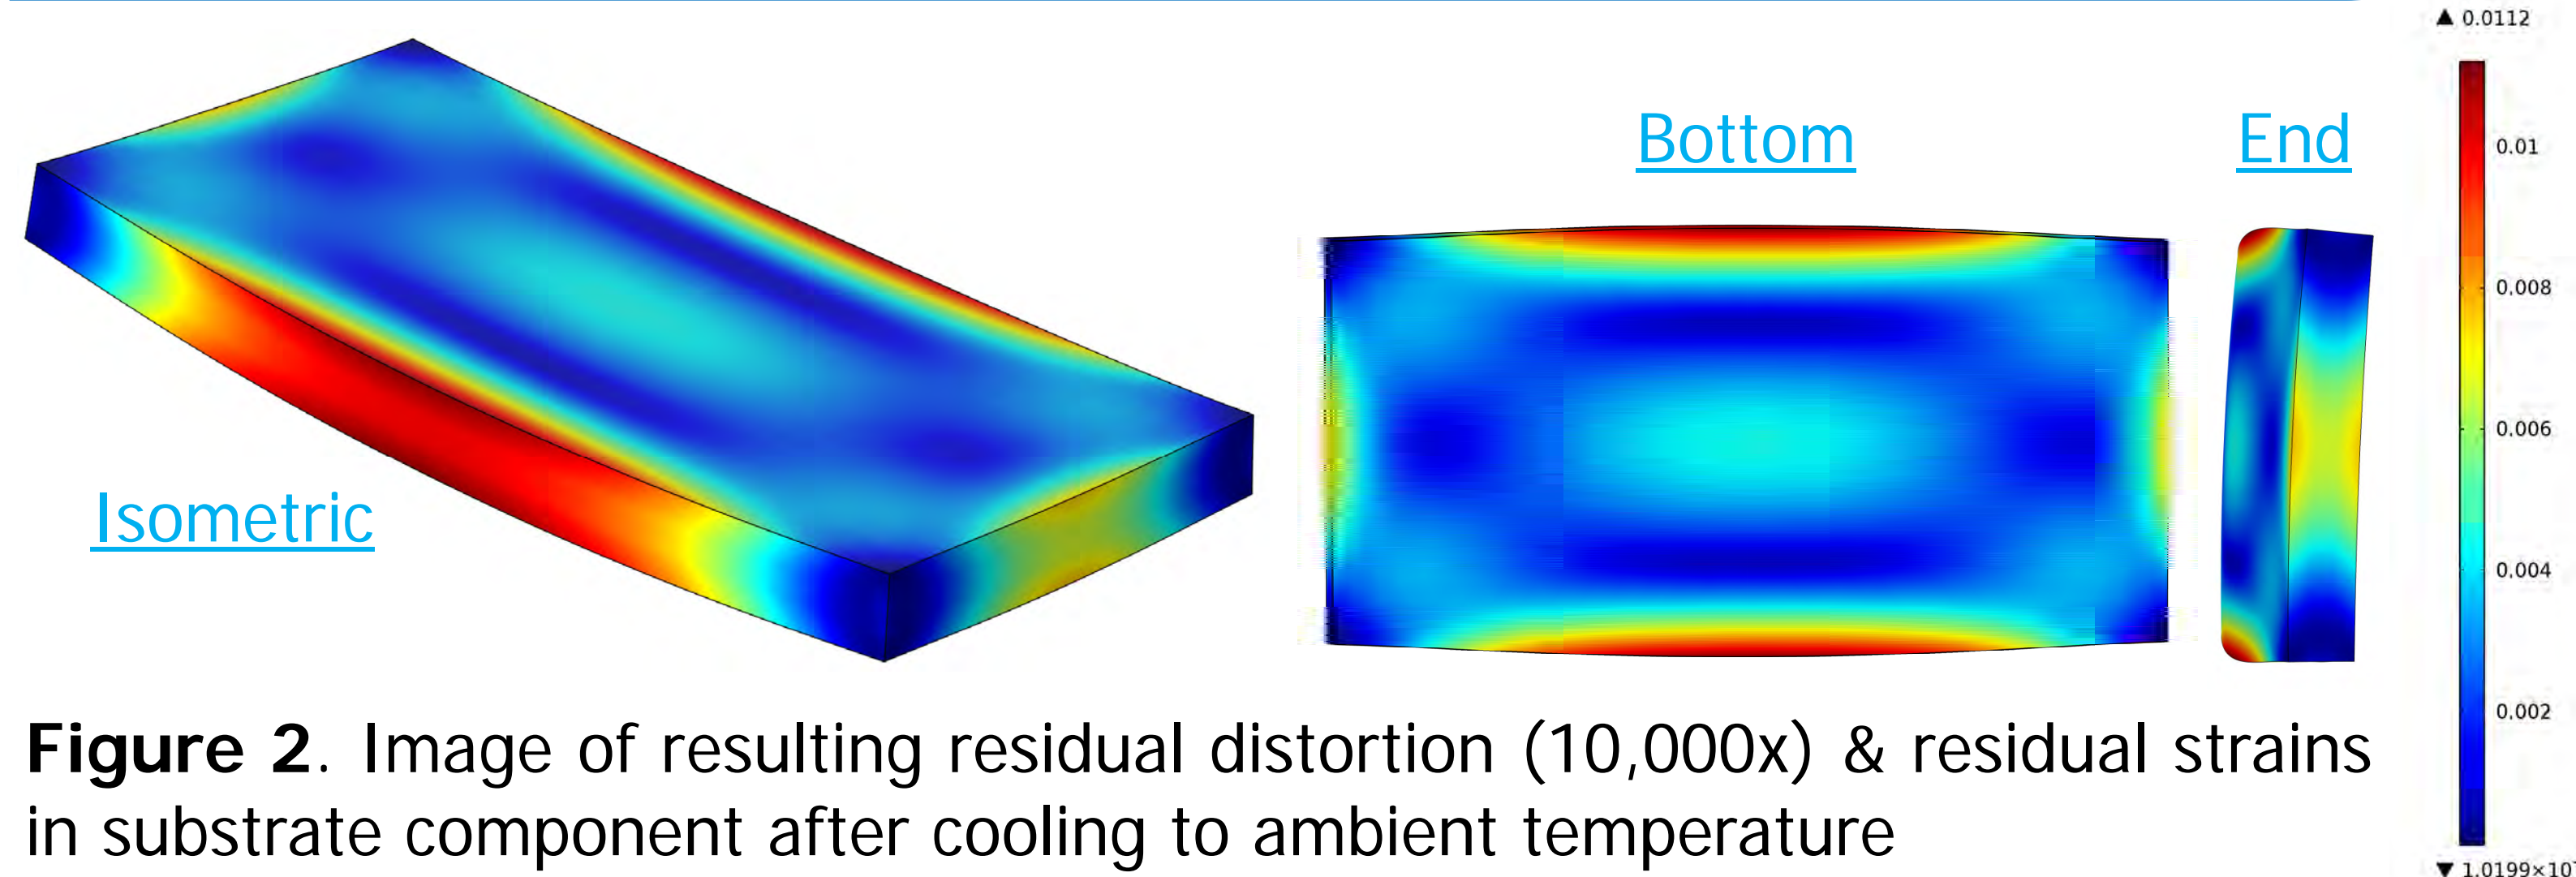 Isometric
Bottom
End
▲ 0.0112
0.01
0.008
0.006
0.004
0.002
Figure 2. Image of resulting residual distortion (10,000x) & residual strains
in substrate component after cooling to ambient temperature